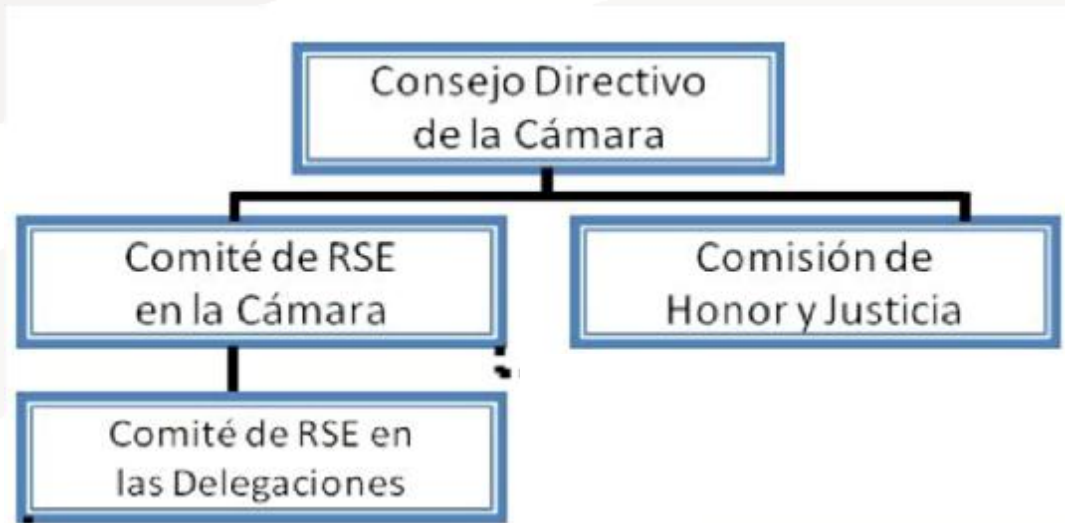 Consejo Directivo
de la Cámara
Comité de RSE
en la Cámara
Comisión de
Honor y Justicia
Comité de RSE en
las Delegaciones